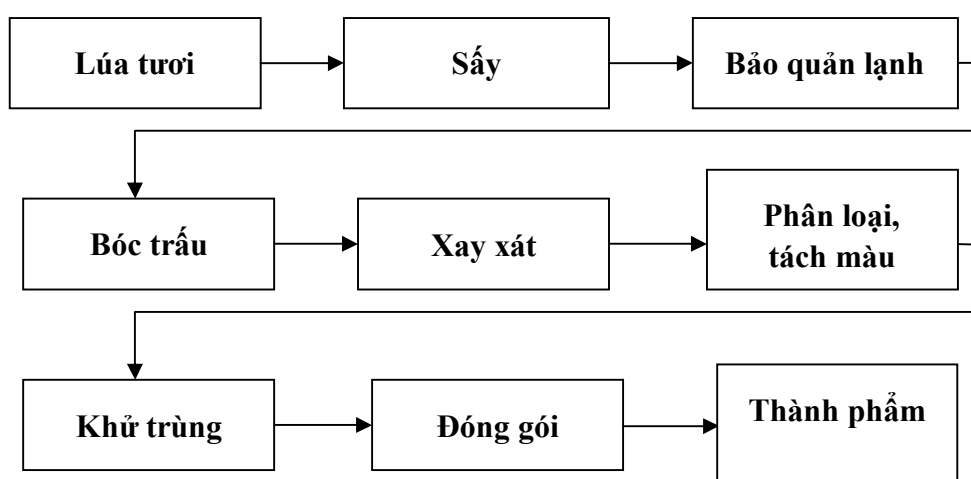 Lúa tươi
Sấy
Bảo quản lạnh
Bóc trấu
Xay xát
Phân loại,
tách màu
Khử trùng
Đóng gói
Thành phẩm